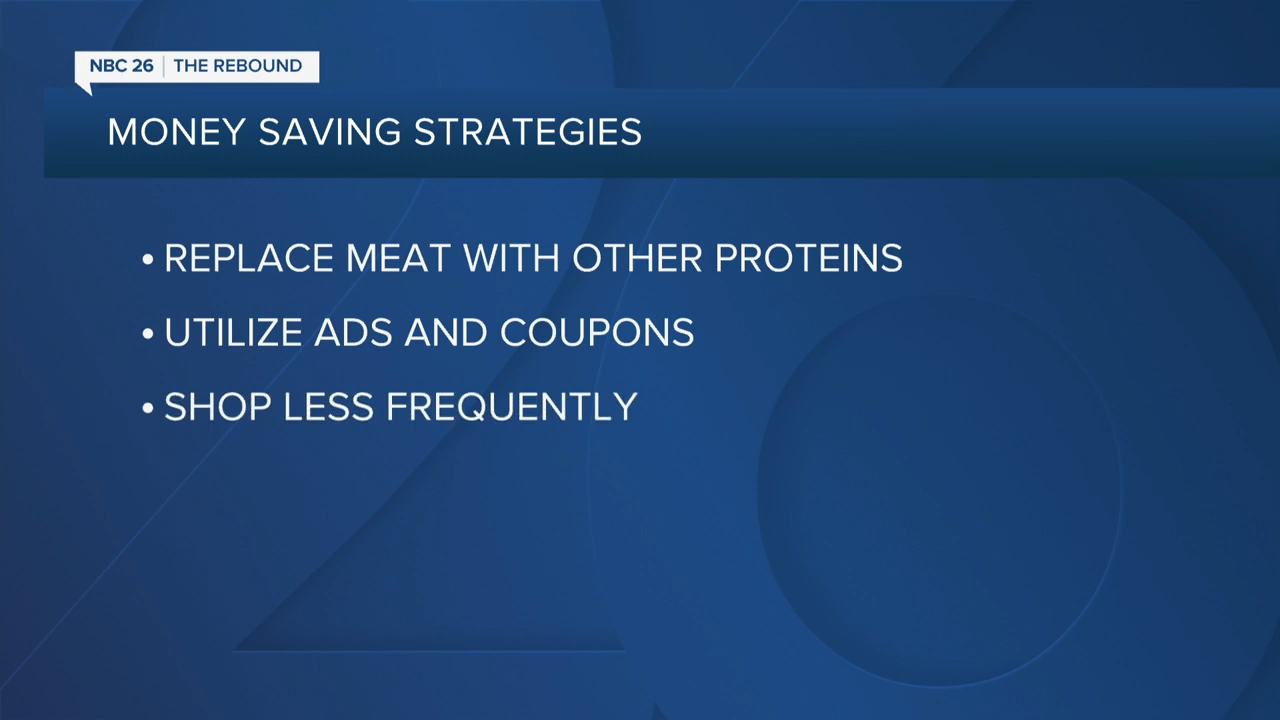 NBC 26 | THE REBOUND
MONEY SAVING STRATEGIES
• REPLACE MEAT WITH OTHER PROTEINS
• UTILIZE ADS AND COUPONS
• SHOP LESS FREQUENTLY